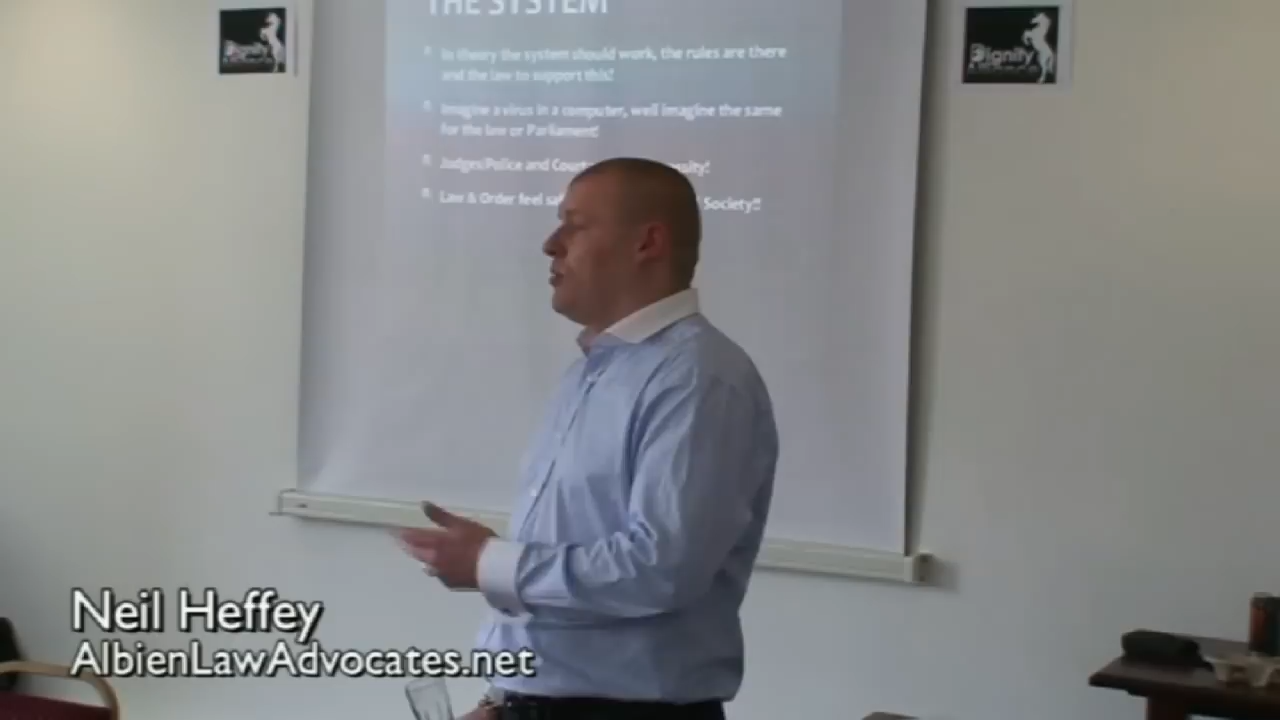 THE SYSTEM
Dignity
Dignity
In theory the system should work, the rules are there
and the law to support this!
Imagine a virus in a computer, well imagine the same
for the law or Parliament!
Judges/Police and
Law & Order feel
Society!!
Neil Heffey
AlbienLawAdvocates.net